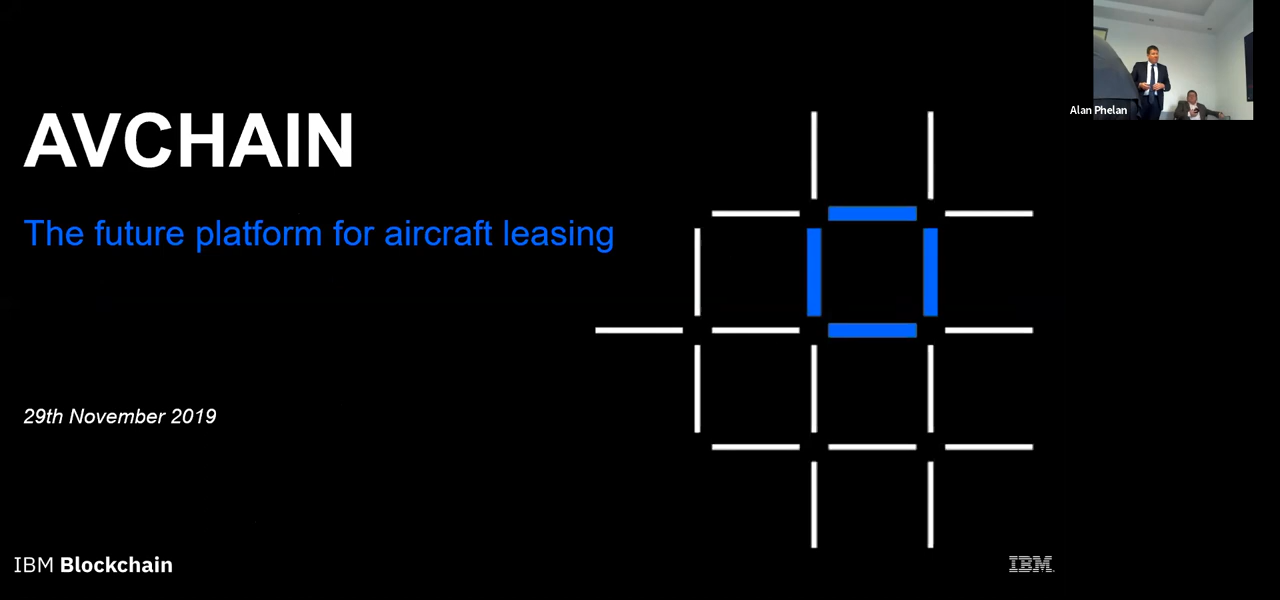 AVCHAIN
The future platform for aircraft leasing
29th November 2019
IBM Blockchain
IBM
Alan Phelan